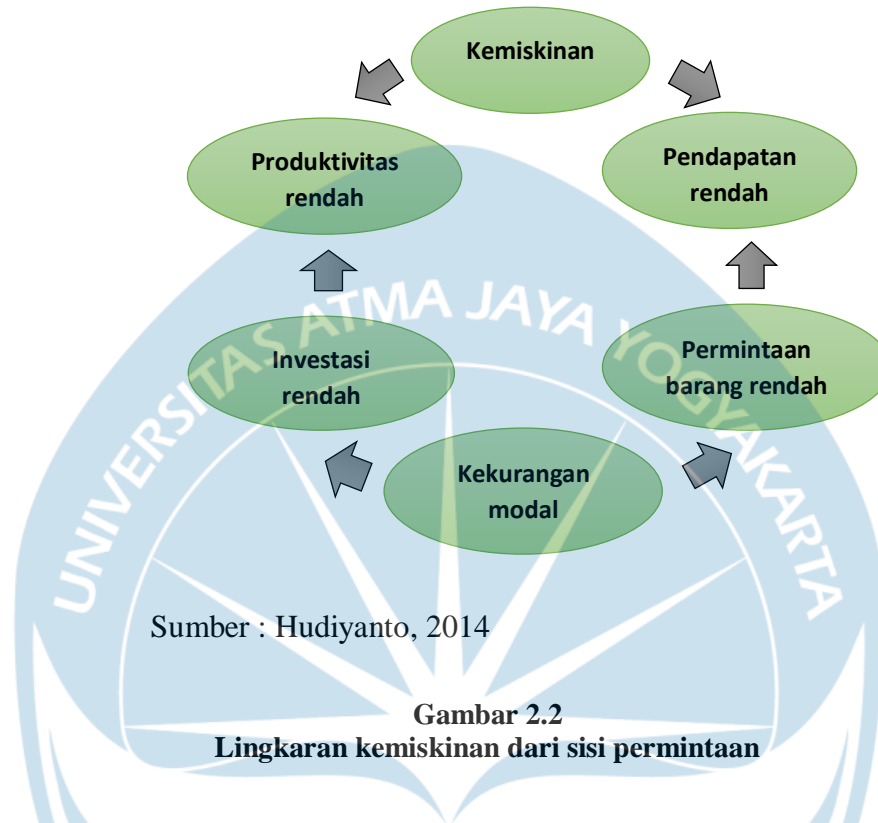 Kemiskinan
Produktivitas
rendah
Pendapatan
rendah
Investasi
rendah
Permintaan
barang rendah
Kekurangan
modal
UNIVERSITAS ATMA JAYA YOGYAKARTA
Sumber : Hudiyanto, 2014
Gambar 2.2
Lingkaran kemiskinan dari sisi permintaan